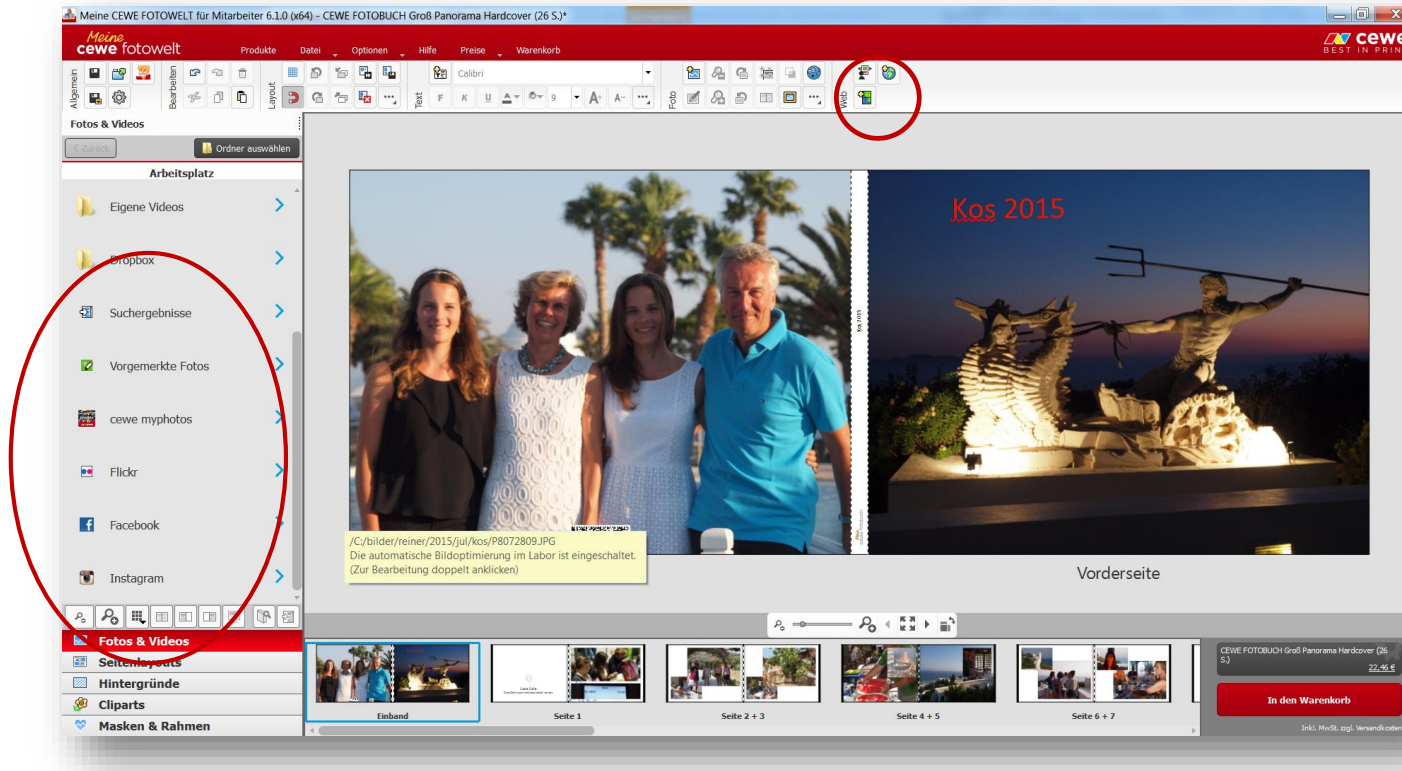 Meine CEWE FOTOWELT für Mitarbeiter 6.1.0 (x64) - CEWE FOTOBUCH Groß Panorama Hardcover (26 S.)*
Meine
cewe fotowelt
Produkte Datei Optionen Hilfe Preise Warenkorb
cewe
BEST IN PRIN
Allgemein
Bearbeiten
Layout
Text
Calibri
F K U A 9 A+ A-
Foto
Web
Fotos & Videos
< Zurück
Ordner auswählen
Arbeitsplatz
Eigene Videos
Dropbox
Suchergebnisse
Vorgemerkte Fotos
cewe myphotos
Flickr
Facebook
Instagram
Fotos & Videos
Seitenlayouts
Hintergründe
Cliparts
Masken & Rahmen
Kos 2015
Kos 2015
/C:/bilder/reiner/2015/jul/kos/P8072809.JPG
Die automatische Bildoptimierung im Labor ist eingeschaltet.
(Zur Bearbeitung doppelt anklicken)
Vorderseite
Einband
Seite 1
Seite 2 + 3
Seite 4 + 5
Seite 6 + 7
CEWE FOTOBUCH Groß Panorama Hardcover (26
S.)
22,46 €
In den Warenkorb
Inkl. MwSt. zzgl. Versandkosten